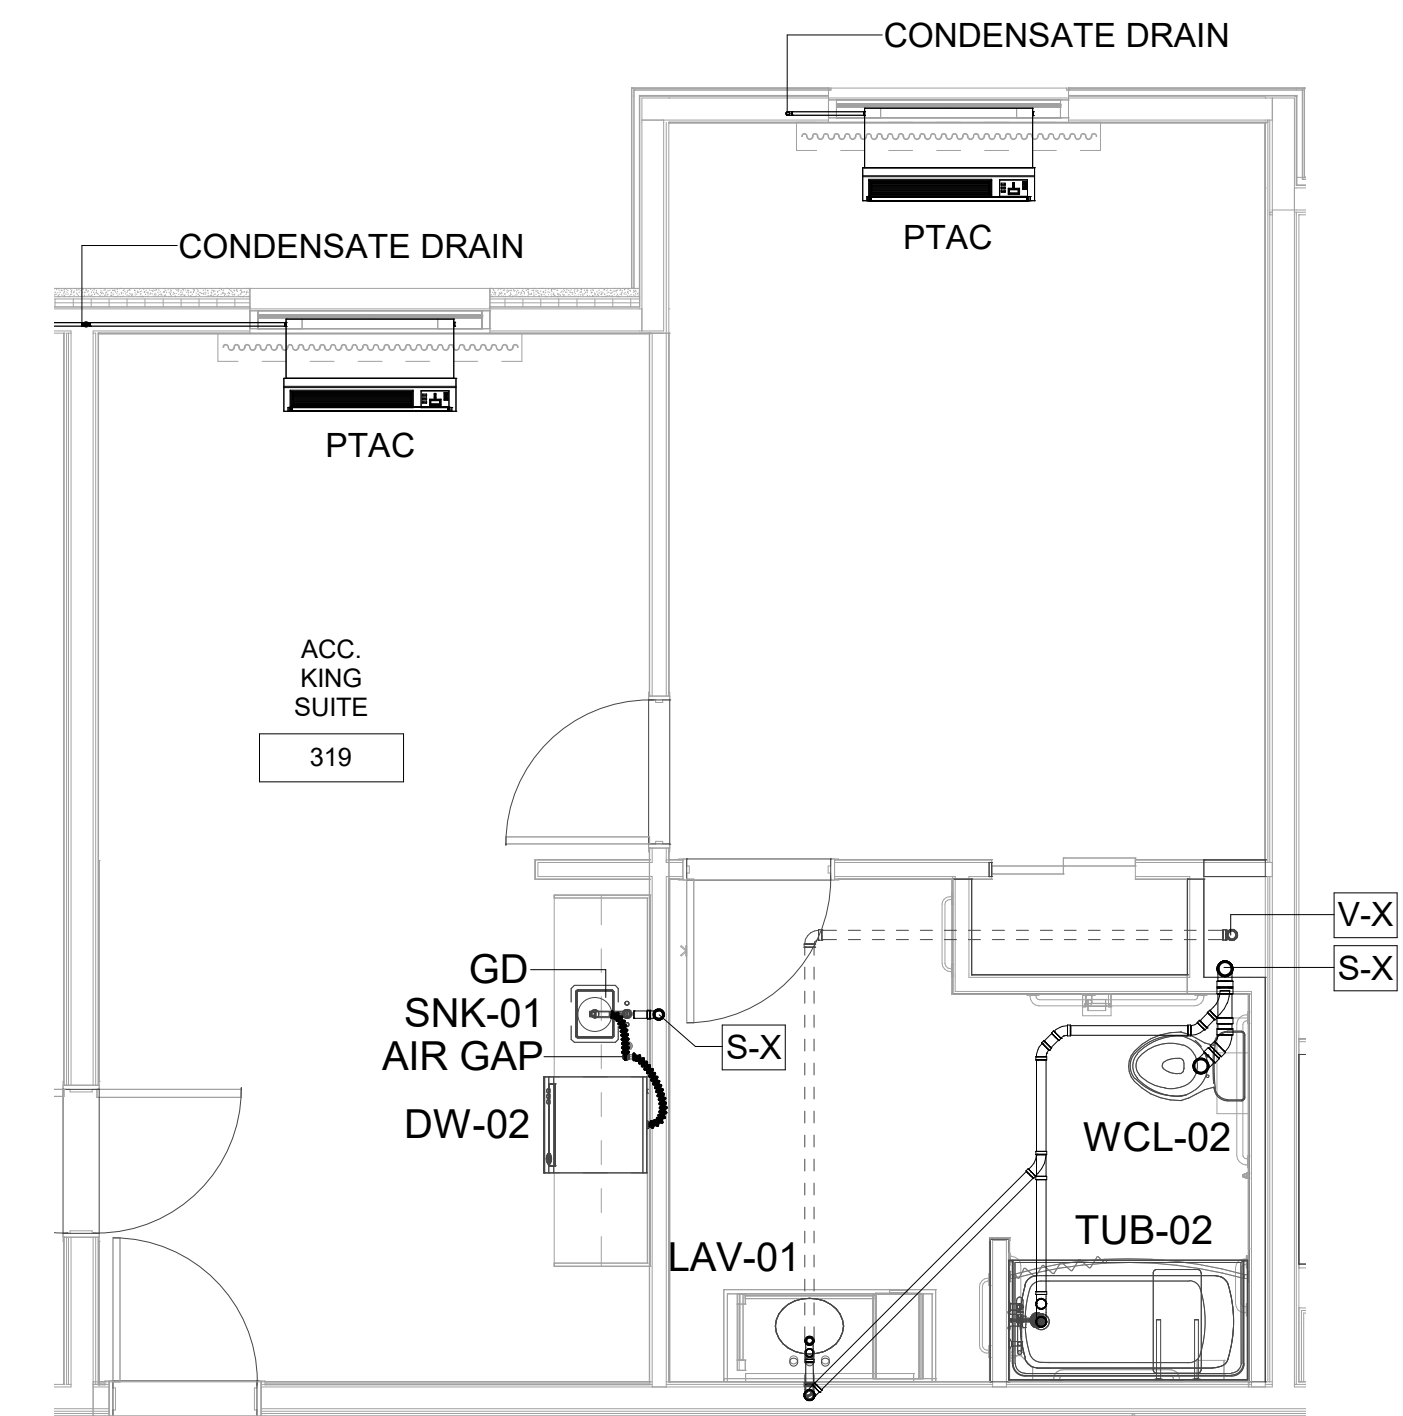 CONDENSATE DRAIN
PTAC
CONDENSATE DRAIN
PTAC
ACC.
KING
SUITE
319
V-X
S-X
GD
SNK-01
AIR GAP
S-X
DW-02
WCL-02
TUB-02
LAV-01